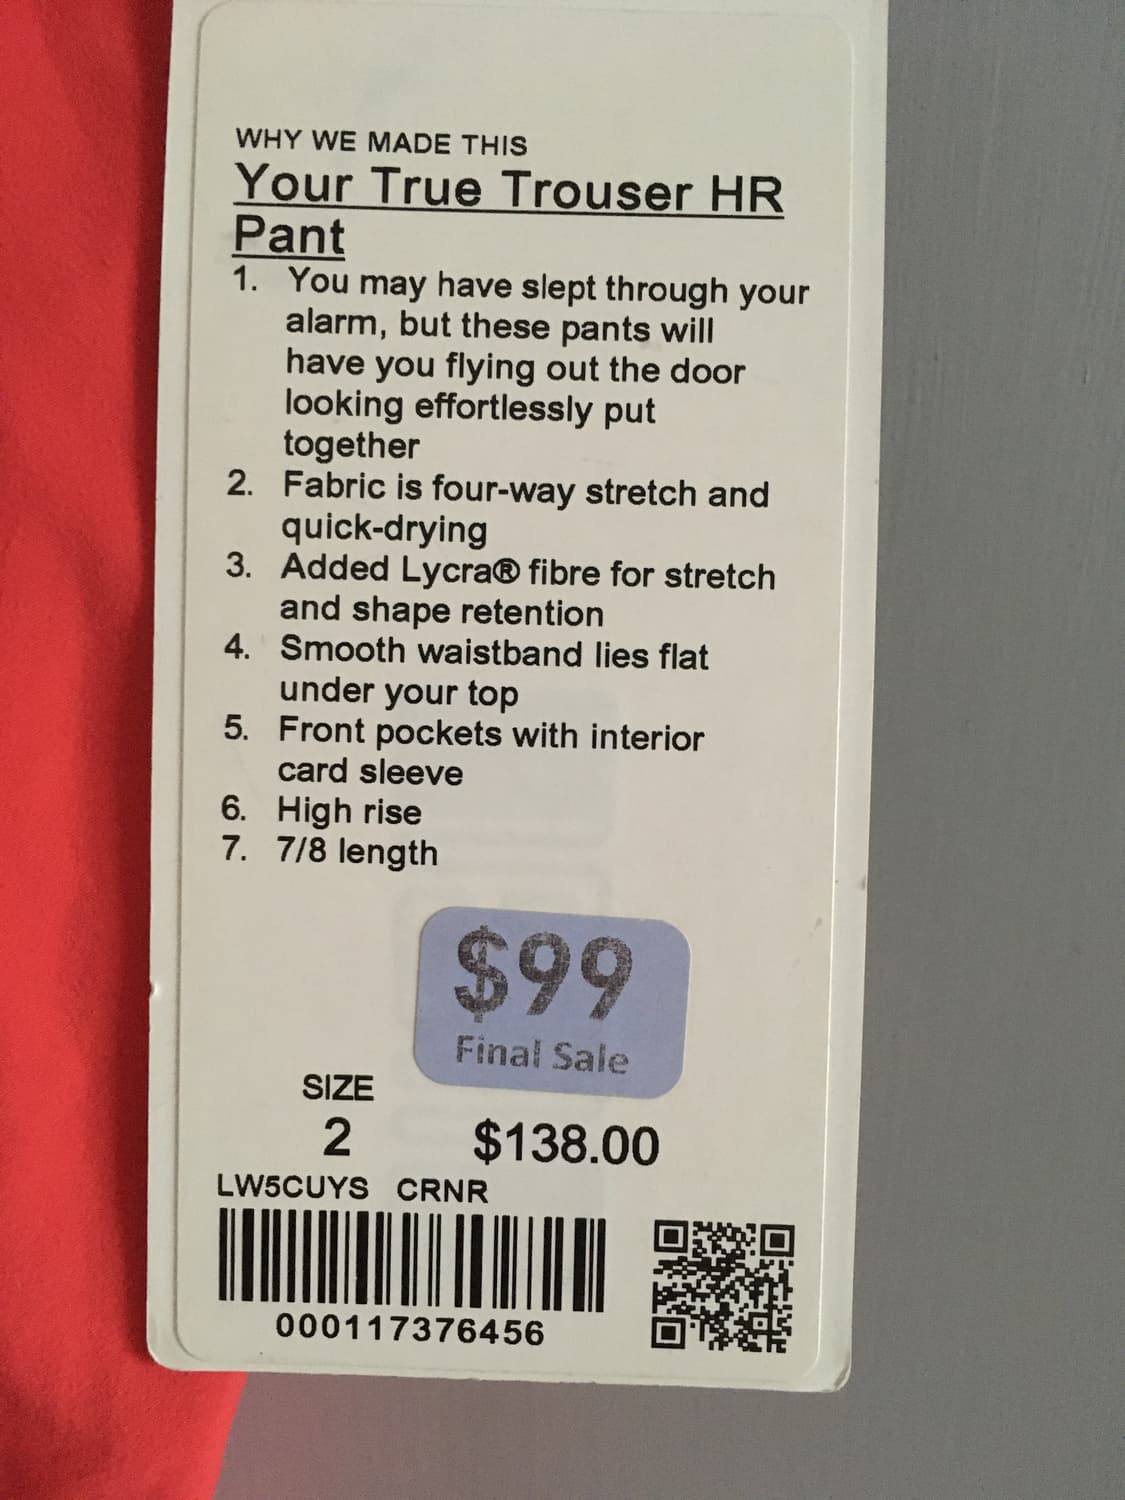 WHY WE MADE THIS
Your True Trouser HR
Pant
1. You may have slept through your
alarm, but these pants will
have you flying out the door
looking effortlessly put
together
2. Fabric is four-way stretch and
quick-drying
3. Added Lycra® fibre for stretch
and shape retention
4. Smooth waistband lies flat
under your top
5. Front pockets with interior
card sleeve
6. High rise
7. 7/8 length
$99
Final Sale
SIZE
2 $138.00
LW5CUYS CRNR
000117376456